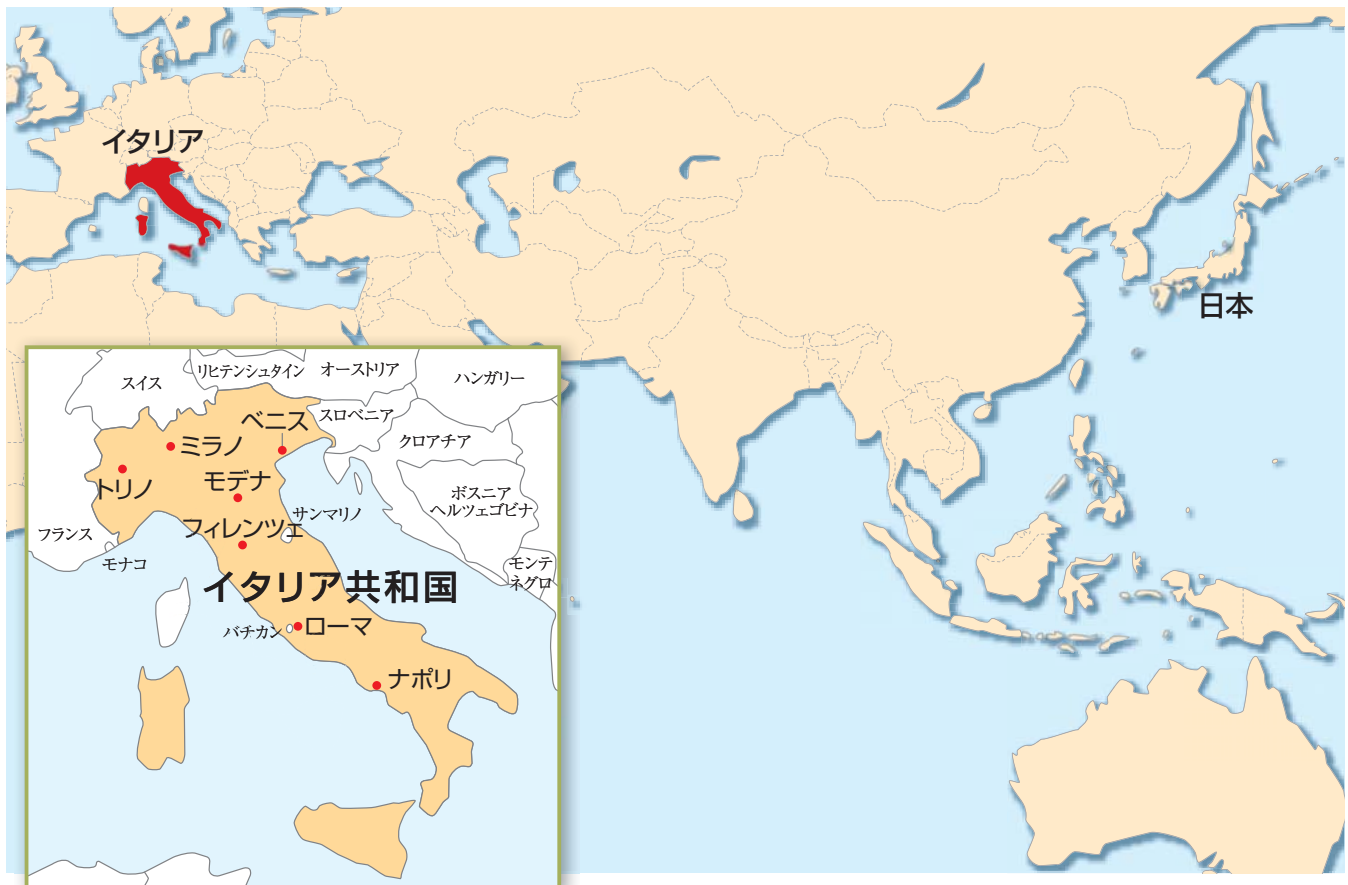 イタリア
日本
スイス
リヒテンシュタイン
オーストリア
ハンガリー
スロベニア
ベニス
クロアチア
ミラノ
トリノ
モデナ
ボスニア
ヘルツェゴビナ
サンマリノ
フィレンツェ
フランス
モナコ
モンテ
ネグロ
イタリア共和国
バチカン
ローマ
ナポリ